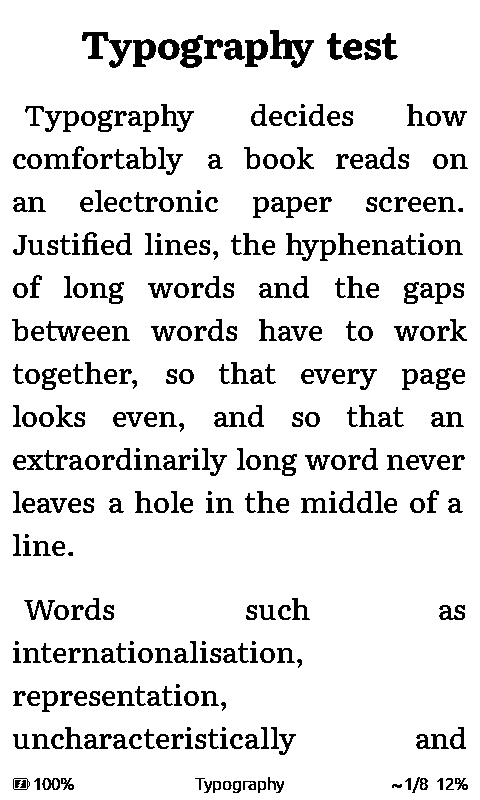 Typography test
Typography decides how
comfortably a book reads on
an electronic paper screen.
Justified lines, the hyphenation
of long words and the gaps
between words have to work
together, so that every page
looks even, and so that an
extraordinarily long word never
leaves a hole in the middle of a
line.
Words such as
internationalisation,
representation,
uncharacteristically and
100% Typography ~1/8 12%